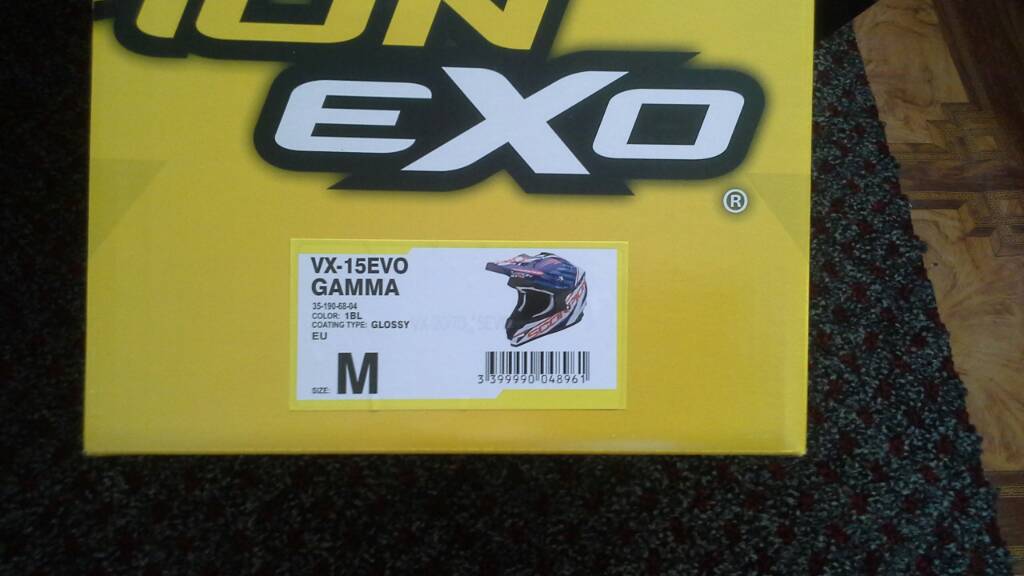 ION
EXO
®
VX-15EVO
GAMMA
35-190-68-04
COLOR: 1BL
COATING TYPE: GLOSSY
EU
SIZE: M
3 399990 048961